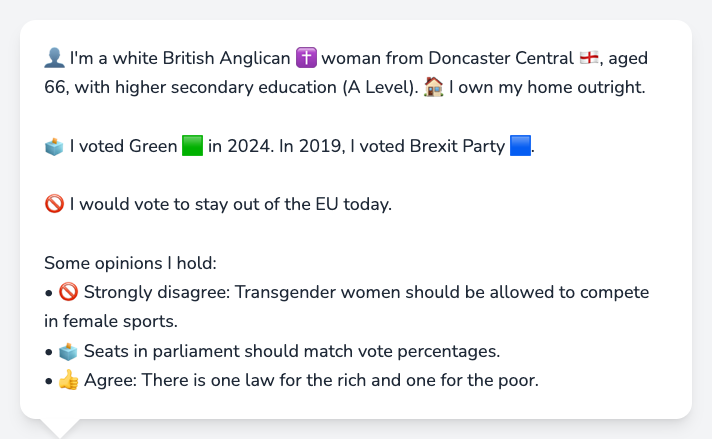 👤 I'm a white British Anglican ✝️ woman from Doncaster Central 🏴󠁧󠁢󠁥󠁮󠁧󠁿, aged
66, with higher secondary education (A Level). 🏠 I own my home outright.
🗳️ I voted Green 🟩 in 2024. In 2019, I voted Brexit Party 🟦.
🚫 I would vote to stay out of the EU today.
Some opinions I hold:
• 🚫 Strongly disagree: Transgender women should be allowed to compete
in female sports.
• 🗳️ Seats in parliament should match vote percentages.
• 👍 Agree: There is one law for the rich and one for the poor.